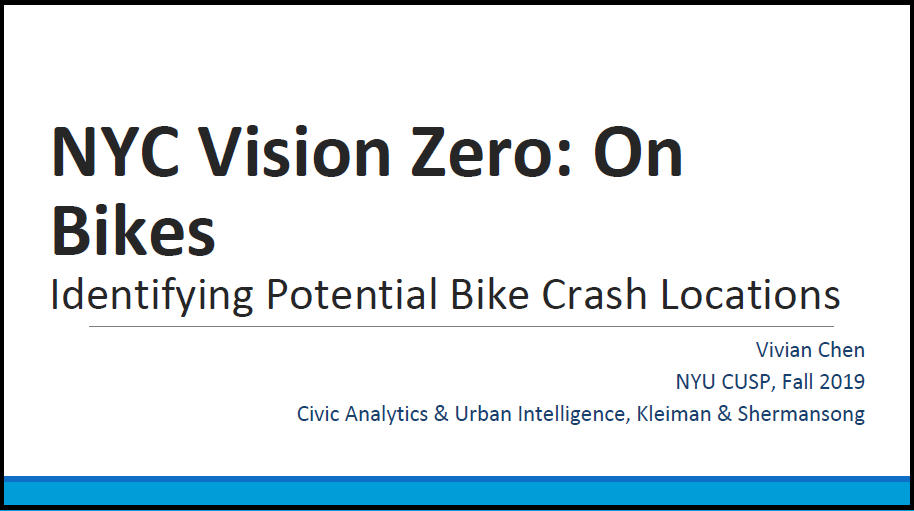 NYC Vision Zero: On
Bikes
Identifying Potential Bike Crash Locations
Vivian Chen
NYU CUSP, Fall 2019
Civic Analytics & Urban Intelligence, Kleiman & Shermansong